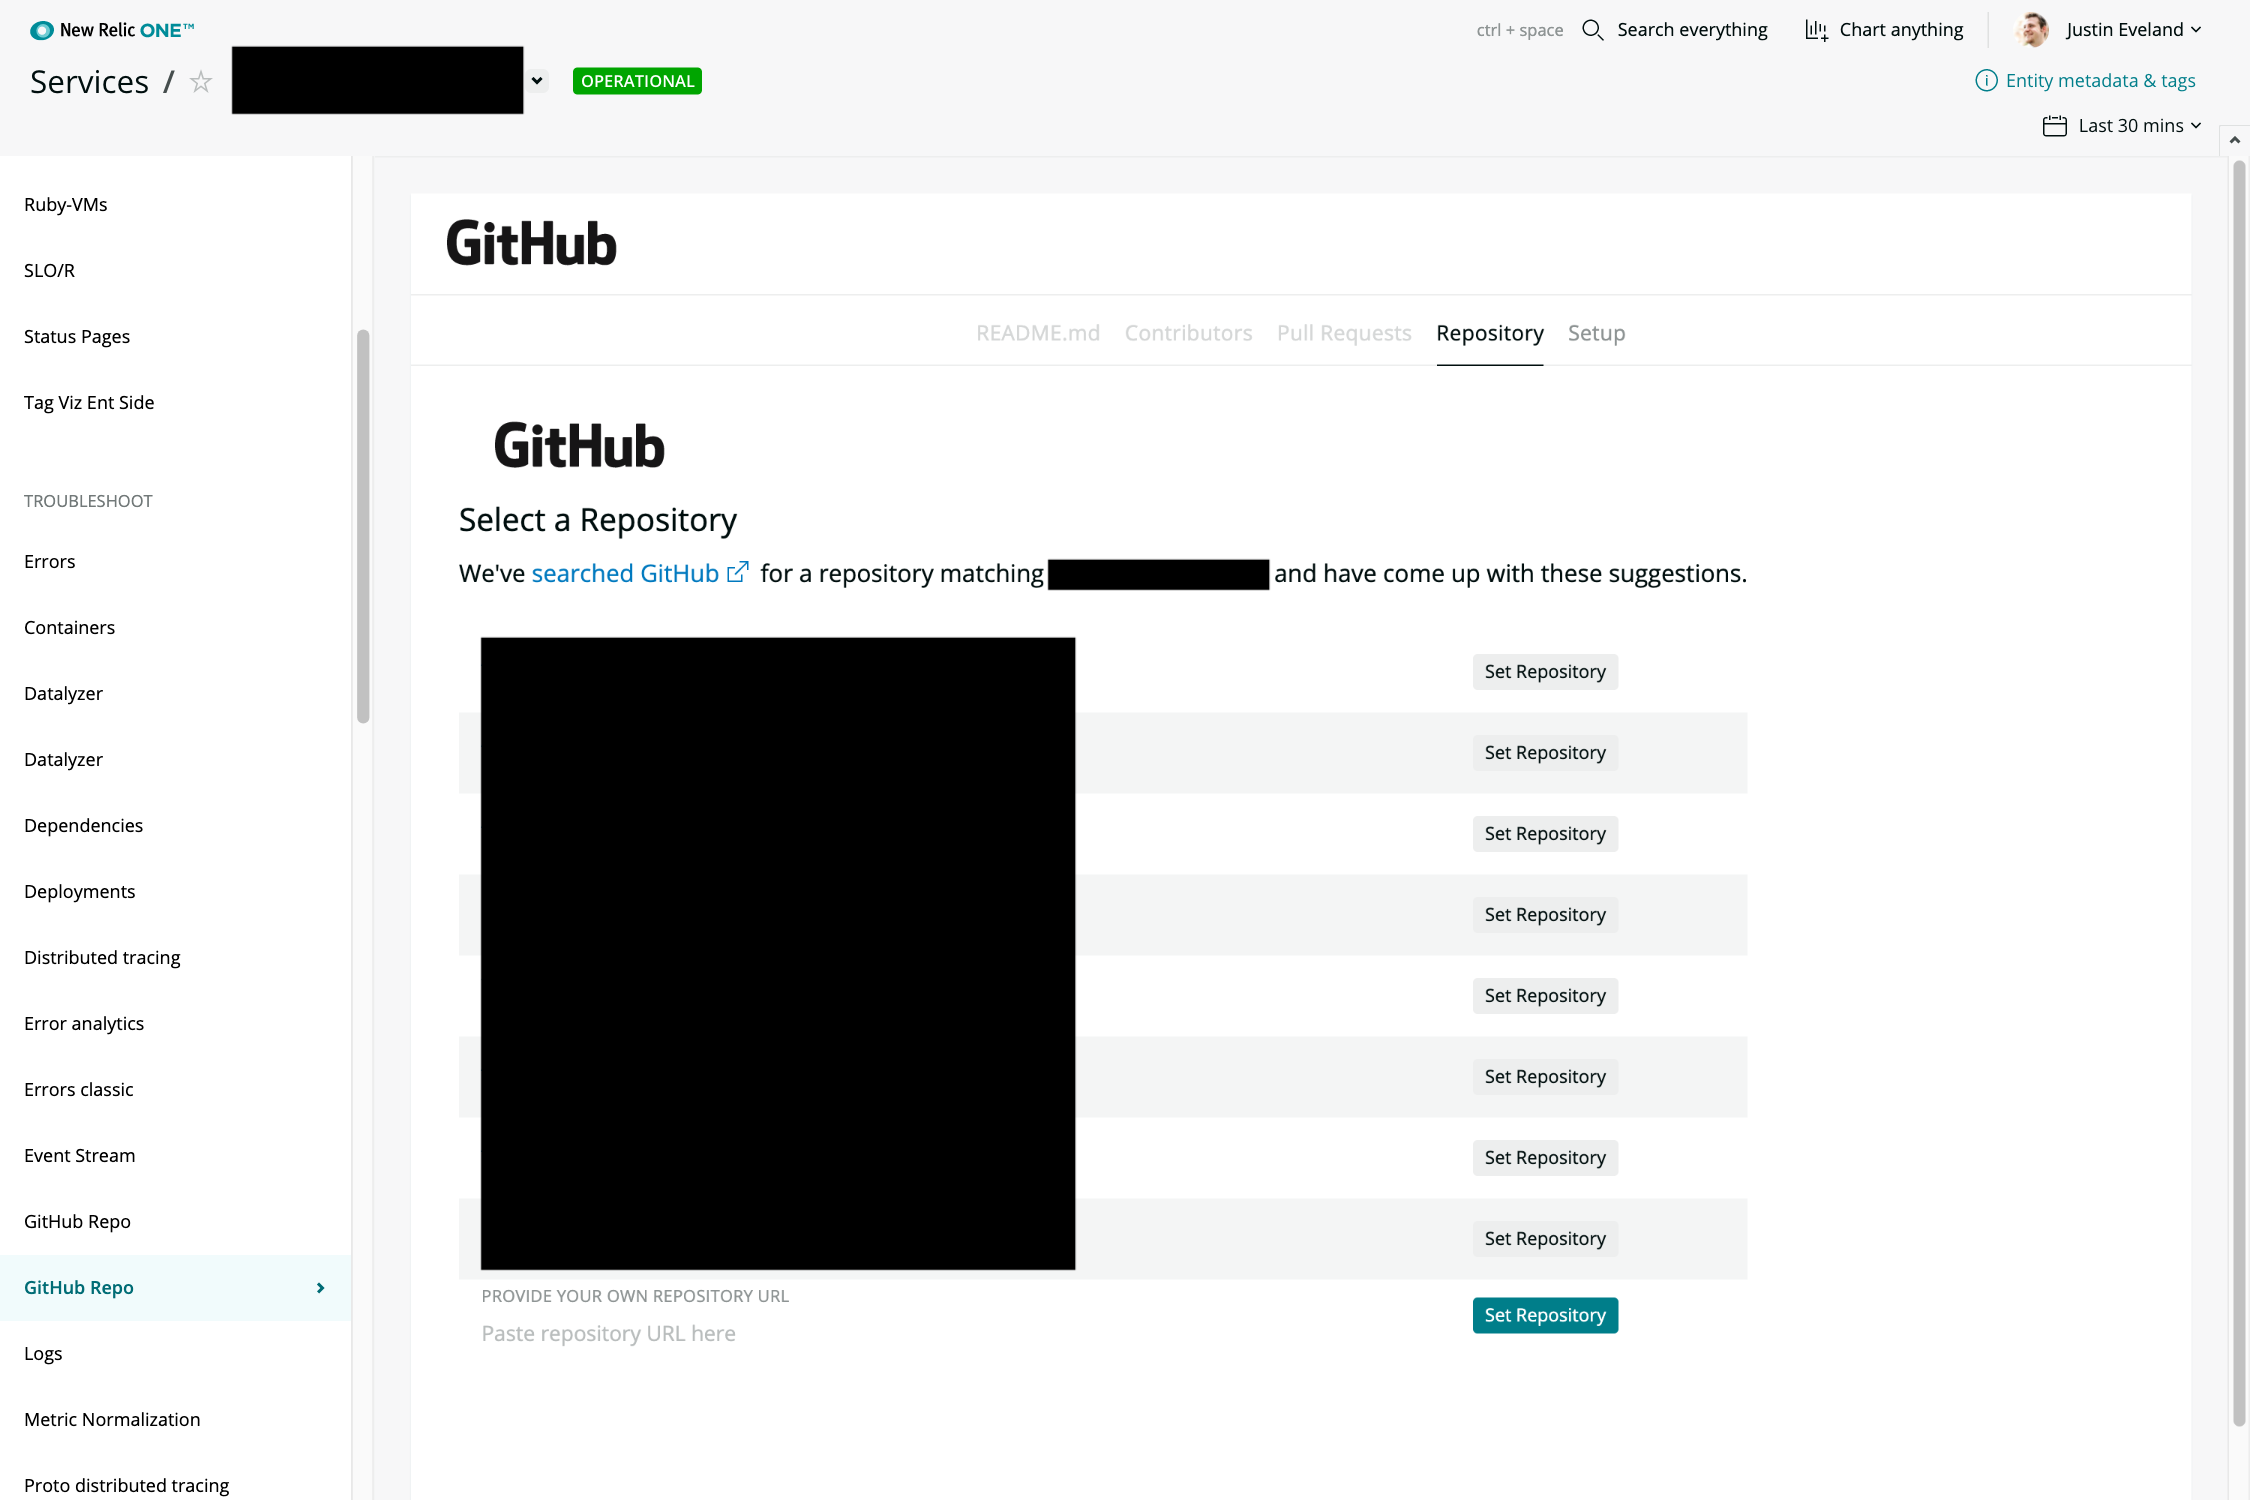 New Relic ONE™
ctrl + space Search everything Chart anything Justin Eveland
Services / OPERATIONAL
Entity metadata & tags
Last 30 mins
Ruby-VMs
SLO/R
Status Pages
Tag Viz Ent Side
TROUBLESHOOT
Errors
Containers
Datalyzer
Datalyzer
Dependencies
Deployments
Distributed tracing
Error analytics
Errors classic
Event Stream
GitHub Repo
GitHub Repo
Logs
Metric Normalization
Proto distributed tracing
GitHub
README.md Contributors Pull Requests Repository Setup
GitHub
Select a Repository
We've searched GitHub for a repository matching and have come up with these suggestions.
Set Repository
Set Repository
Set Repository
Set Repository
Set Repository
Set Repository
Set Repository
Set Repository
PROVIDE YOUR OWN REPOSITORY URL
Paste repository URL here
Set Repository